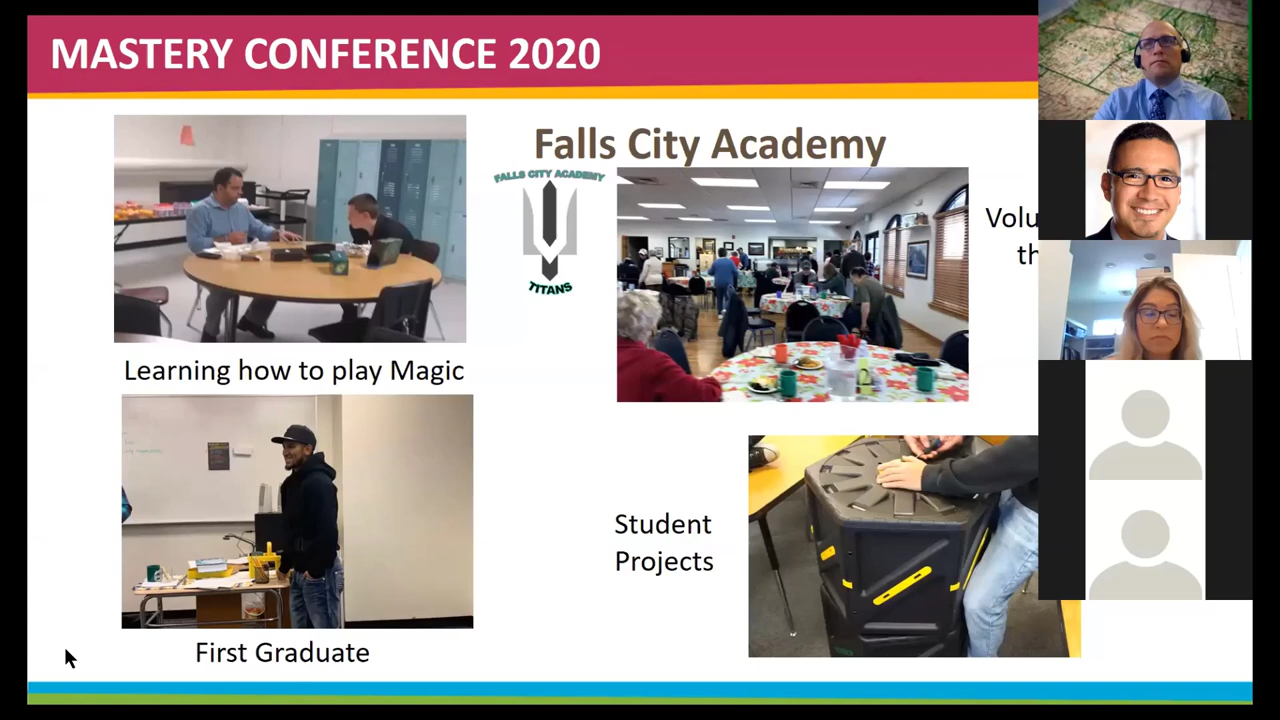 MASTERY CONFERENCE 2020
Falls City Academy
FALLS CITY ACADEMY
TITANS
Learning how to play Magic
First Graduate
Student
Projects